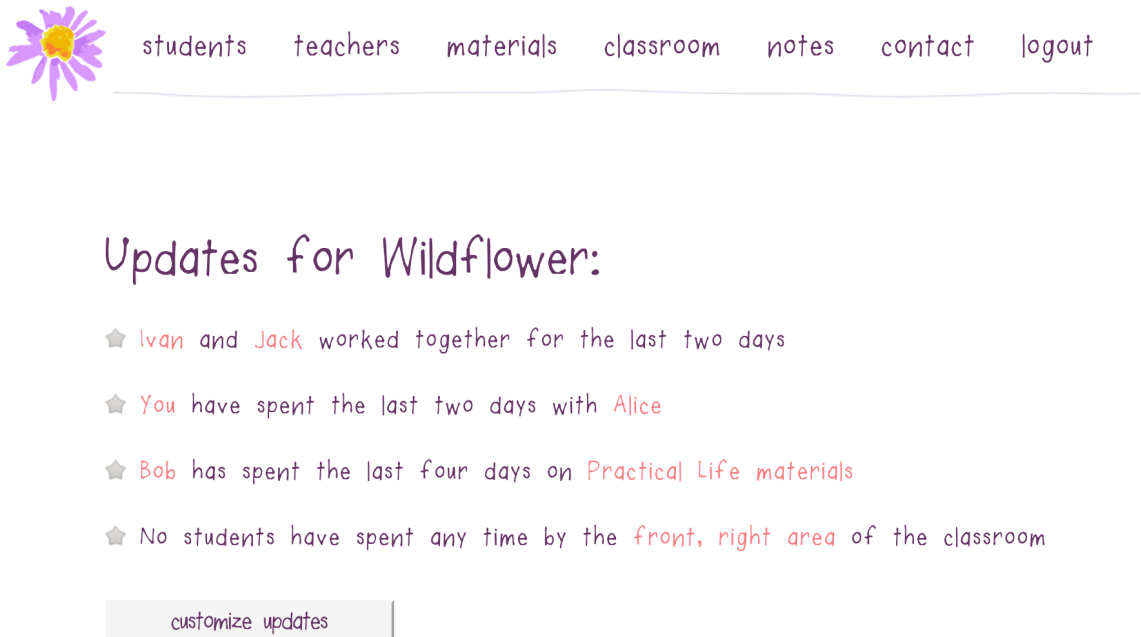 students teachers materials classroom notes contact logout
Updates for Wildflower:
Ivan and Jack worked together for the last two days
You have spent the last two days with Alice
Bob has spent the last four days on Practical Life materials
No students have spent any time by the front, right area of the classroom
customize updates